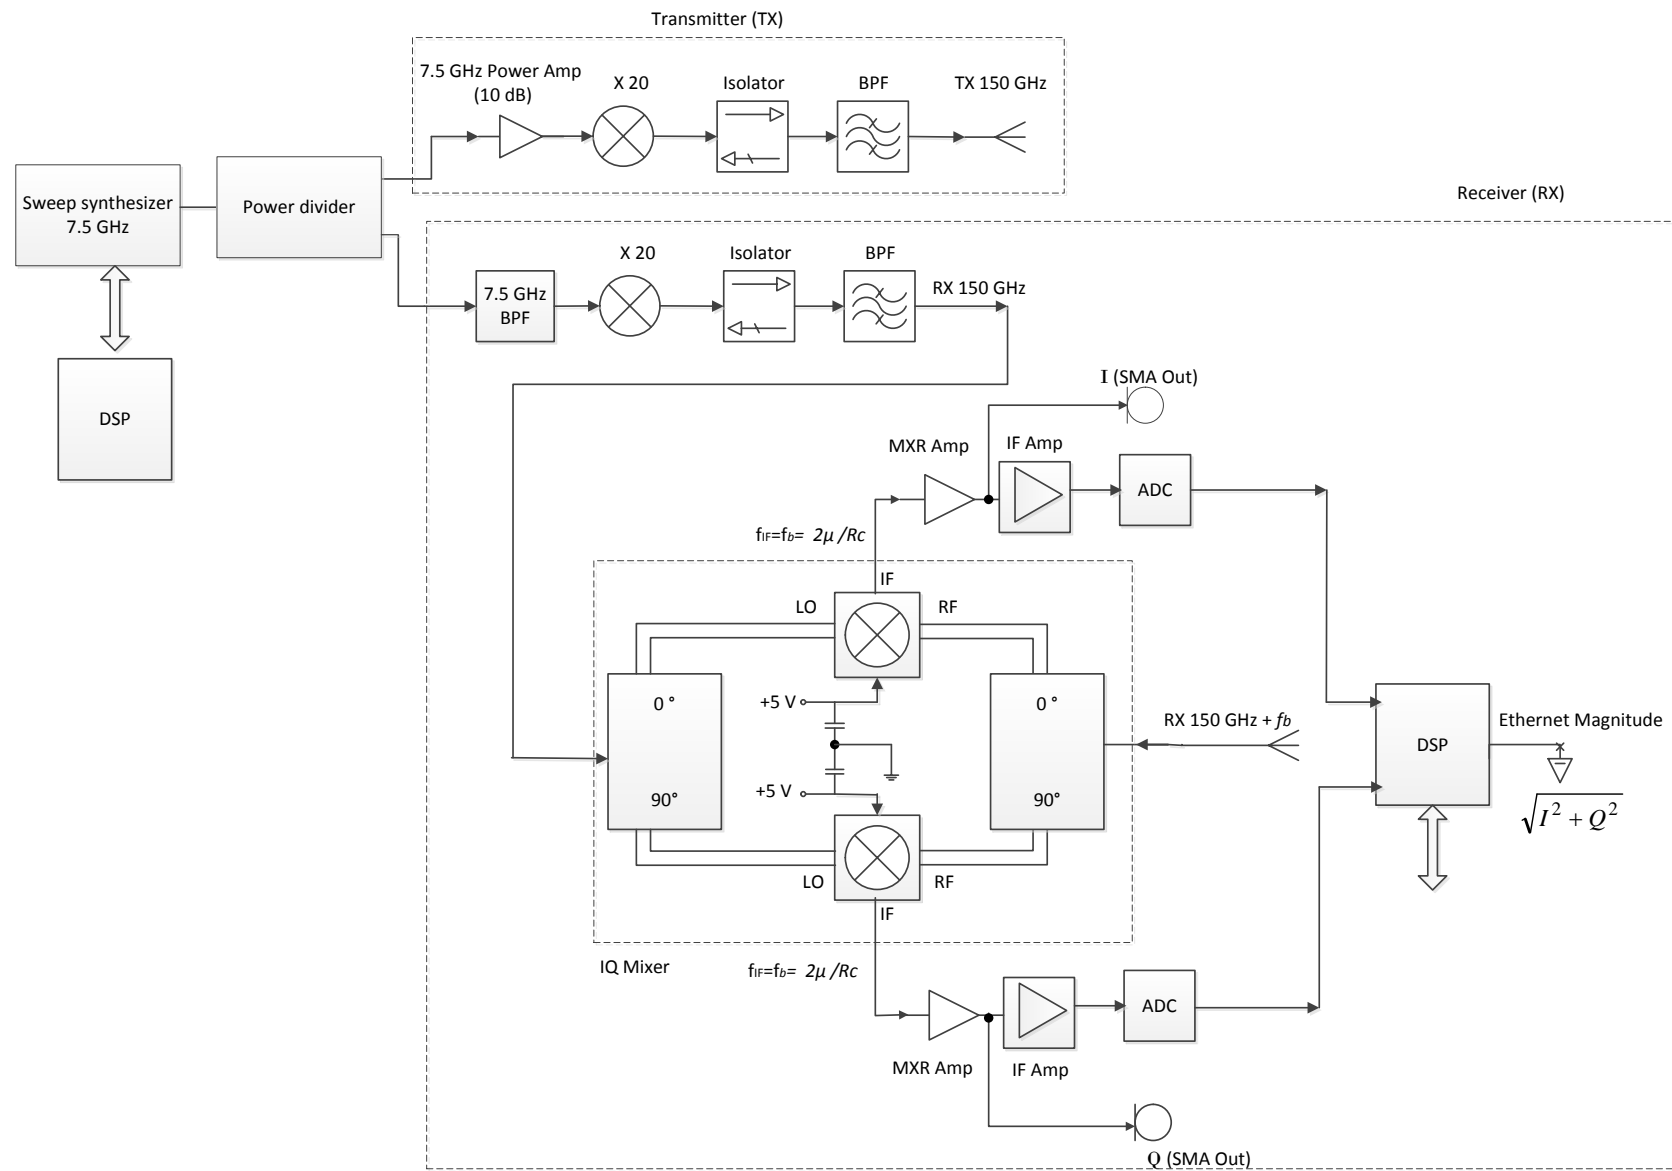 Transmitter (TX)
7.5 GHz Power Amp
(10 dB)
X 20
Isolator
BPF
TX 150 GHz
Sweep synthesizer
7.5 GHz
Power divider
Receiver (RX)
DSP
7.5 GHz
BPF
X 20
Isolator
BPF
RX 150 GHz
I (SMA Out)
MXR Amp
IF Amp
ADC
fIF=fb= 2μ /Rc
IF
LO
RF
0 °
90°
+5 V
+5 V
0 °
90°
RX 150 GHz + fb
LO
RF
IF
IQ Mixer
fIF=fb= 2μ /Rc
MXR Amp
IF Amp
ADC
Q (SMA Out)
DSP
Ethernet Magnitude
√I² + Q²